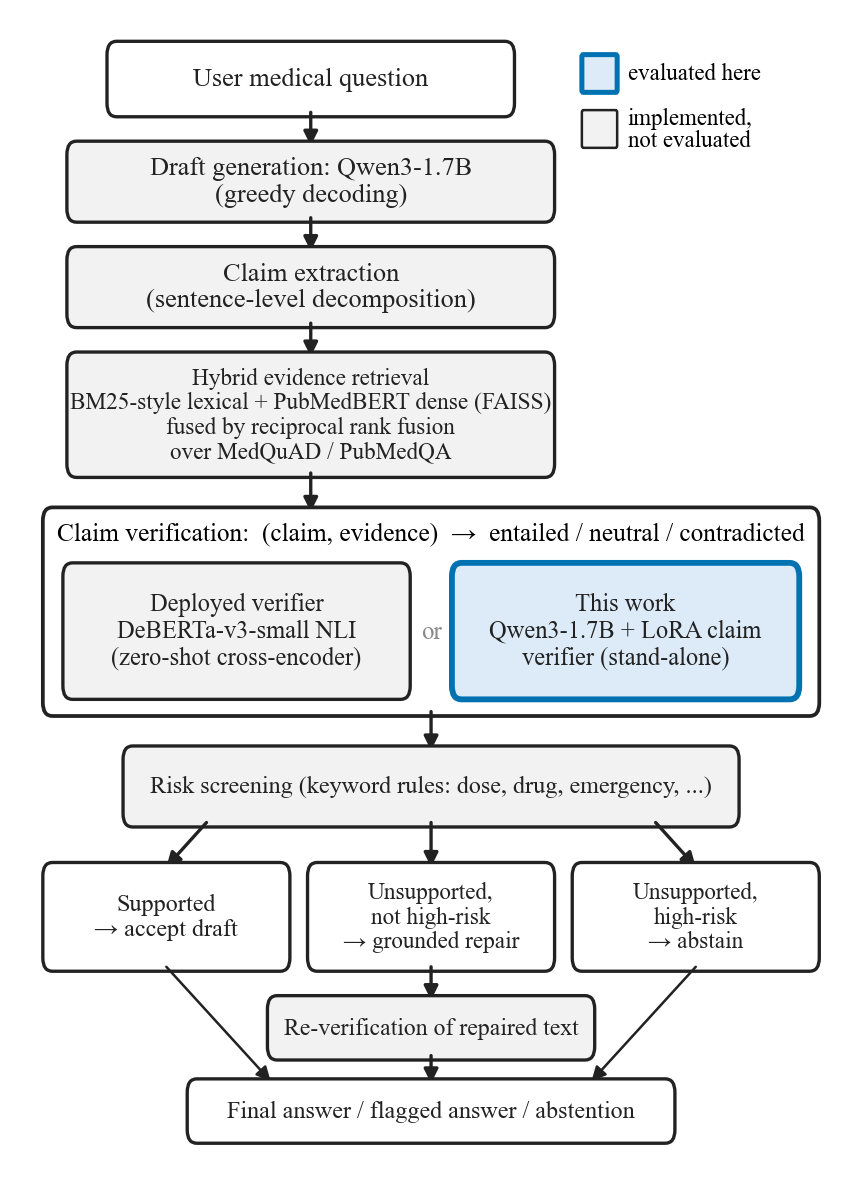 User medical question
evaluated here
implemented,
not evaluated
Draft generation: Qwen3-1.7B
(greedy decoding)
Claim extraction
(sentence-level decomposition)
Hybrid evidence retrieval
BM25-style lexical + PubMedBERT dense (FAISS)
fused by reciprocal rank fusion
over MedQuAD / PubMedQA
Claim verification: (claim, evidence) → entailed / neutral / contradicted
Deployed verifier
DeBERTa-v3-small NLI
(zero-shot cross-encoder)
or
This work
Qwen3-1.7B + LoRA claim
verifier (stand-alone)
Risk screening (keyword rules: dose, drug, emergency, ...)
Supported
→ accept draft
Unsupported,
not high-risk
→ grounded repair
Unsupported,
high-risk
→ abstain
Re-verification of repaired text
Final answer / flagged answer / abstention